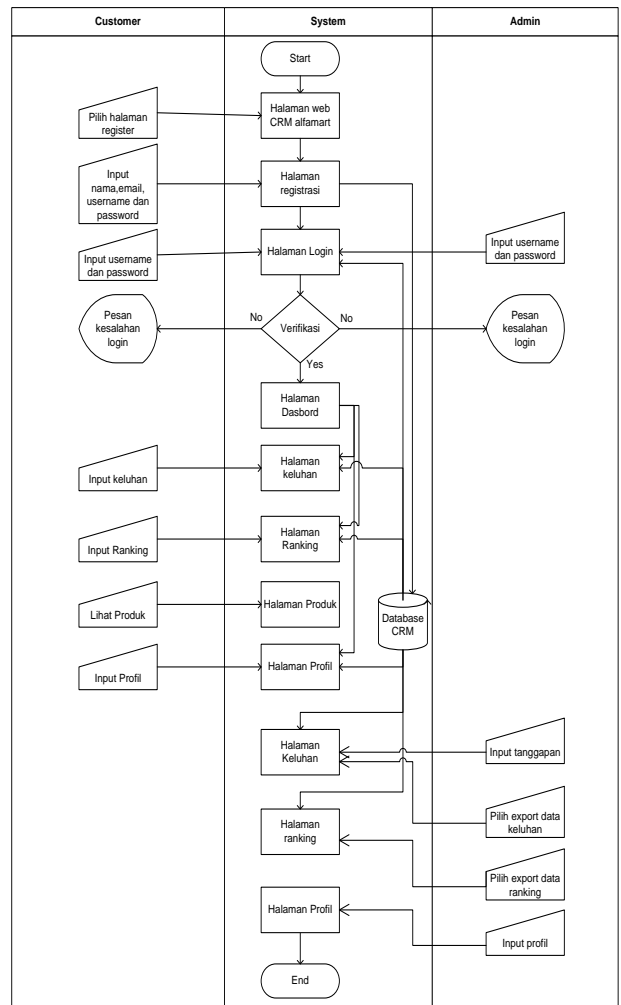 Customer
System
Admin
Start
Pilih halaman
register
Halaman web
CRM alfamart
Input
nama,email,
username dan
password
Halaman
registrasi
Input username
dan password
Halaman Login
Input username
dan password
Pesan
kesalahan
login
No
Verifikasi
No
Pesan
kesalahan
login
Yes
Halaman
Dasbord
Input keluhan
Halaman
keluhan
Input Ranking
Halaman
Ranking
Lihat Produk
Halaman Produk
Database
CRM
Input Profil
Halaman Profil
Halaman
Keluhan
Input tanggapan
Pilih export data
keluhan
Halaman
ranking
Pilih export data
ranking
Halaman Profil
Input profil
End